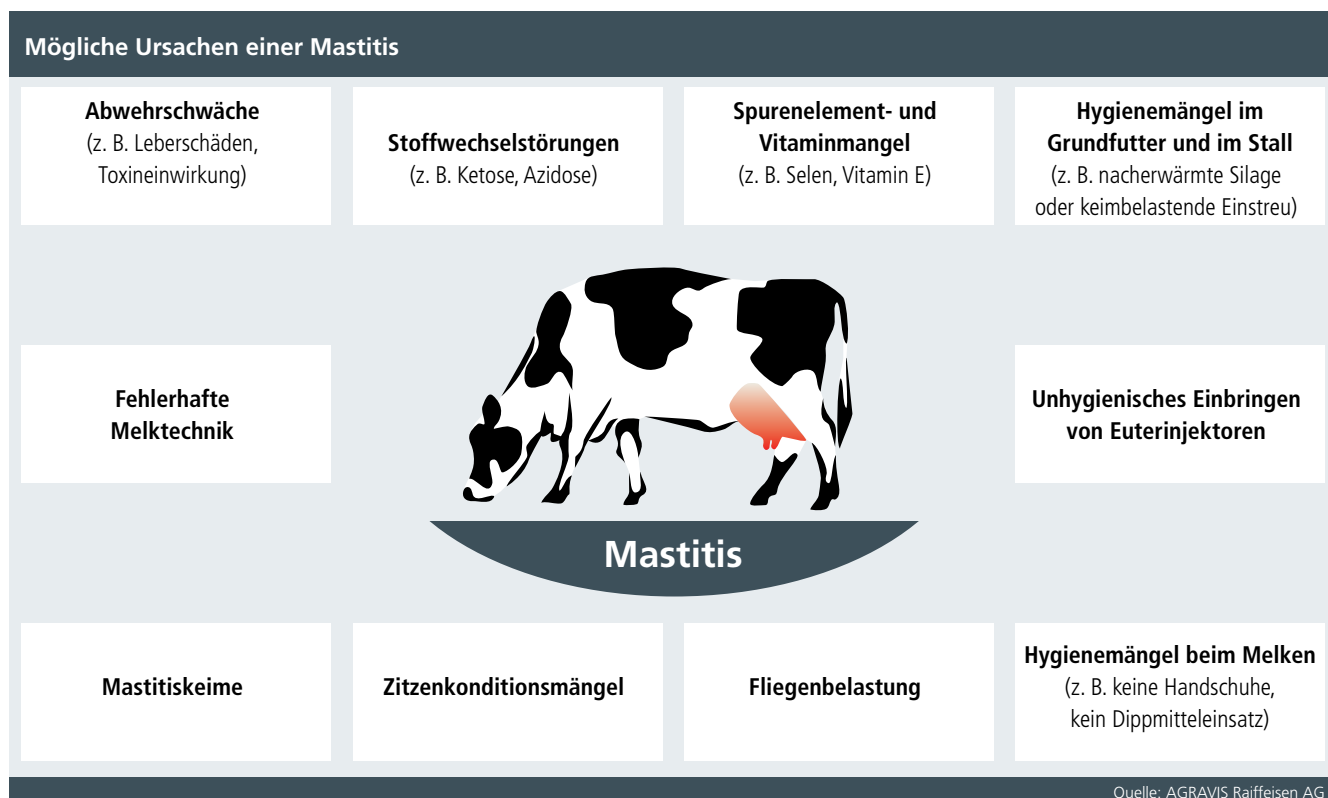 Mögliche Ursachen einer Mastitis
Abwehrschwäche
(z. B. Leberschäden,
Toxineinwirkung)
Stoffwechselstörungen
(z. B. Ketose, Azidose)
Spurenelement- und
Vitaminmangel
(z. B. Selen, Vitamin E)
Hygienemängel im
Grundfutter und im Stall
(z. B. nacherwärmte Silage
oder keimbelastende Einstreu)
Fehlerhafte
Melktechnik
Unhygienisches Einbringen
von Euterinjektoren
Mastitis
Mastitiskeime
Zitzenkonditionsmängel
Fliegenbelastung
Hygienemängel beim Melken
(z. B. keine Handschuhe,
kein Dippmitteleinsatz)
Quelle: AGRAVIS Raiffeisen AG